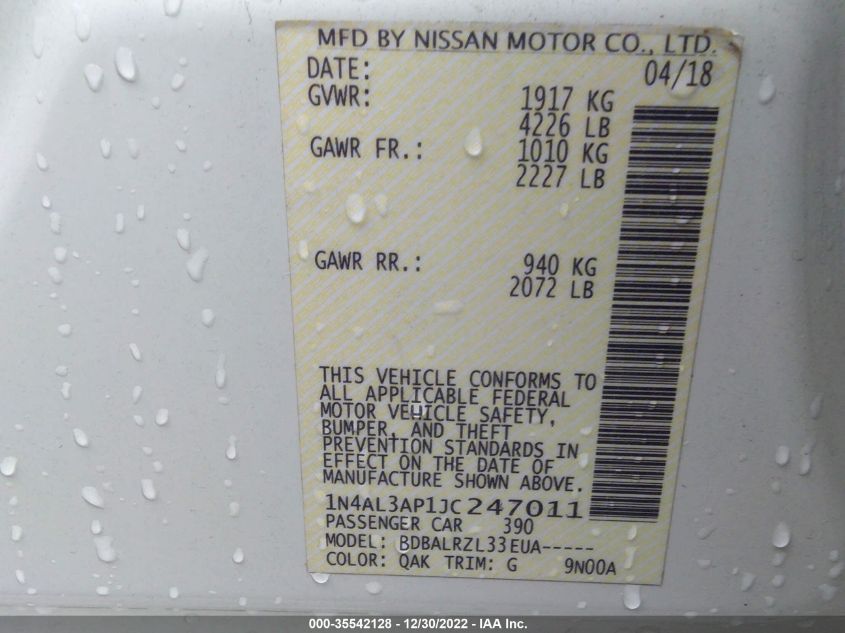 MFD BY NISSAN MOTOR CO., LTD.
DATE: 04/18
GVWR: 1917 KG
4226 LB
GAWR FR.: 1010 KG
2227 LB
GAWR RR.: 940 KG
2072 LB
THIS VEHICLE CONFORMS TO
ALL APPLICABLE FEDERAL
MOTOR VEHICLE SAFETY,
BUMPER, AND THEFT
PREVENTION STANDARDS IN
EFFECT ON THE DATE OF
MANUFACTURE SHOWN ABOVE.
1N4AL3AP1JC247011
PASSENGER CAR 390
MODEL: BDBALRZL33EUA-----
COLOR: QAK TRIM: G 9N00A
000-35542128 - 12/30/2022 - IAA Inc.